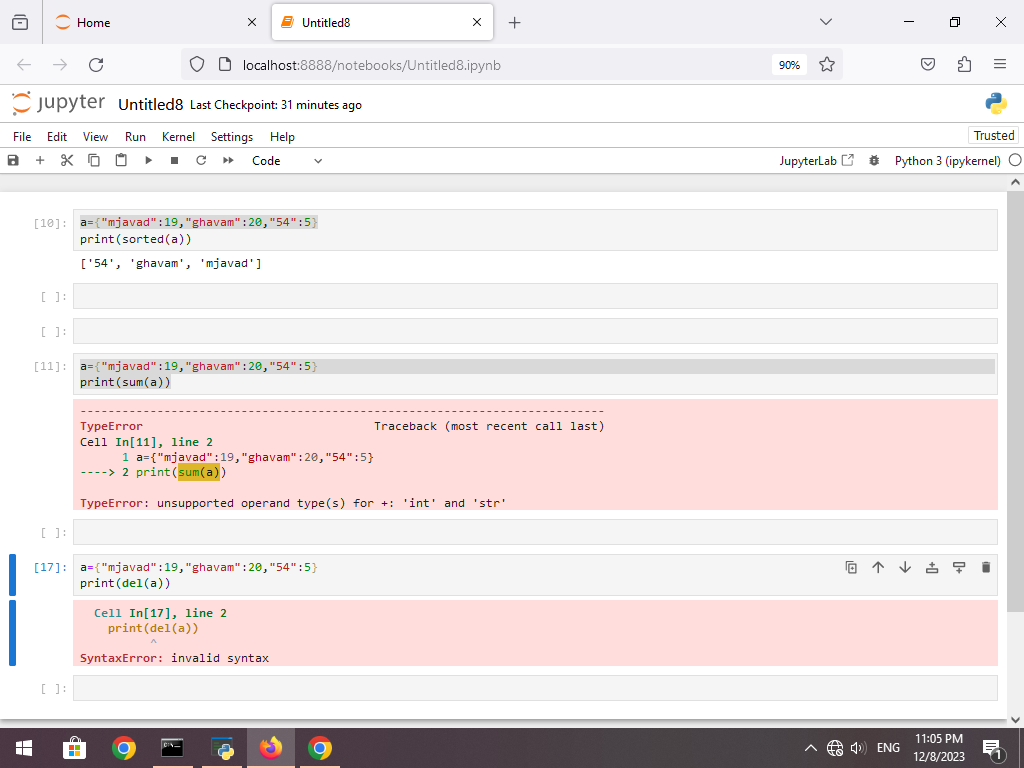 Home
Untitled8
localhost:8888/notebooks/Untitled8.ipynb
90%
jupyter Untitled8 Last Checkpoint: 31 minutes ago
File Edit View Run Kernel Settings Help
Trusted
Code
JupyterLab
Python 3 (ipykernel)
[10]: a={"mjavad":19,"ghavam":20,"54":5}
print(sorted(a))
['54', 'ghavam', 'mjavad']
[ ]:
[ ]:
[11]: a={"mjavad":19,"ghavam":20,"54":5}
print(sum(a))
---------------------------------------------------------------------------
TypeError                                 Traceback (most recent call last)
Cell In[11], line 2
      1 a={"mjavad":19,"ghavam":20,"54":5}
----> 2 print(sum(a))
TypeError: unsupported operand type(s) for +: 'int' and 'str'
[ ]:
[17]: a={"mjavad":19,"ghavam":20,"54":5}
print(del(a))
  Cell In[17], line 2
    print(del(a))
          ^
SyntaxError: invalid syntax
[ ]:
ENG
11:05 PM
12/8/2023
1